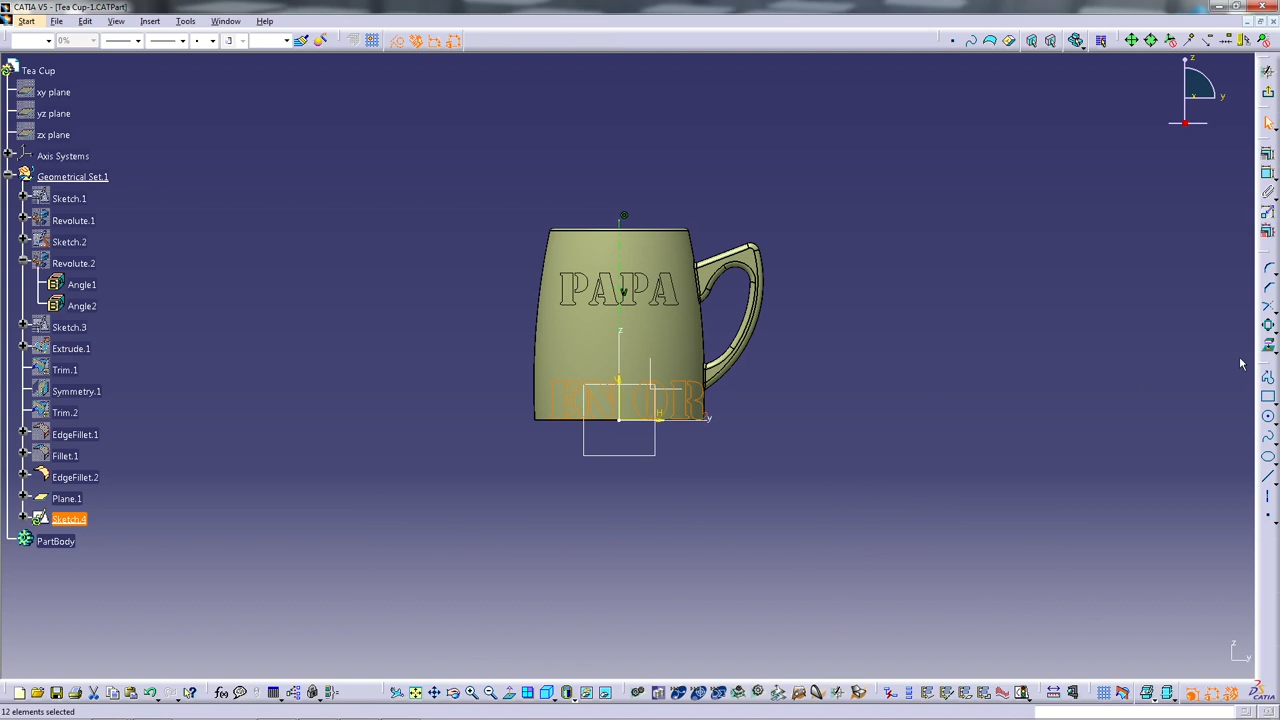 CATIA V5 - [Tea Cup-1.CATPart]
Start File Edit View Insert Tools Window Help
0%
Tea Cup
xy plane
yz plane
zx plane
Axis Systems
Geometrical Set.1
Sketch.1
Revolute.1
Sketch.2
Revolute.2
Angle1
Angle2
Sketch.3
Extrude.1
Trim.1
Symmetry.1
Trim.2
EdgeFillet.1
Fillet.1
EdgeFillet.2
Plane.1
Sketch.4
PartBody
z
x y
PAPA
V
z
H
y
z
y
CATIA
12 elements selected